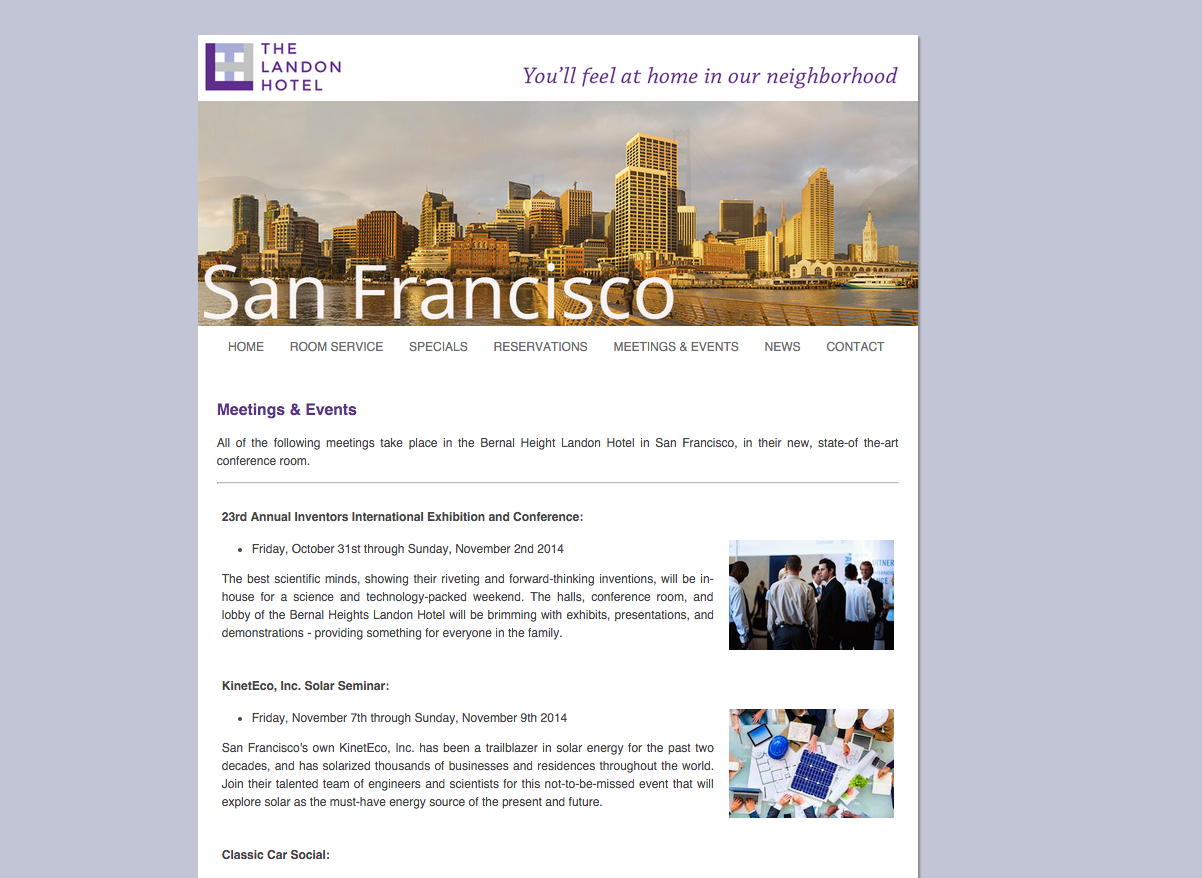 THE
LANDON
HOTEL
You'll feel at home in our neighborhood
San Francisco
HOME ROOM SERVICE SPECIALS RESERVATIONS MEETINGS & EVENTS NEWS CONTACT
Meetings & Events
All of the following meetings take place in the Bernal Height Landon Hotel in San Francisco, in their new, state-of the-art
conference room.
23rd Annual Inventors International Exhibition and Conference:
• Friday, October 31st through Sunday, November 2nd 2014
The best scientific minds, showing their riveting and forward-thinking inventions, will be in-
house for a science and technology-packed weekend. The halls, conference room, and
lobby of the Bernal Heights Landon Hotel will be brimming with exhibits, presentations, and
demonstrations - providing something for everyone in the family.
KinetEco, Inc. Solar Seminar:
• Friday, November 7th through Sunday, November 9th 2014
San Francisco's own KinetEco, Inc. has been a trailblazer in solar energy for the past two
decades, and has solarized thousands of businesses and residences throughout the world.
Join their talented team of engineers and scientists for this not-to-be-missed event that will
explore solar as the must-have energy source of the present and future.
Classic Car Social: